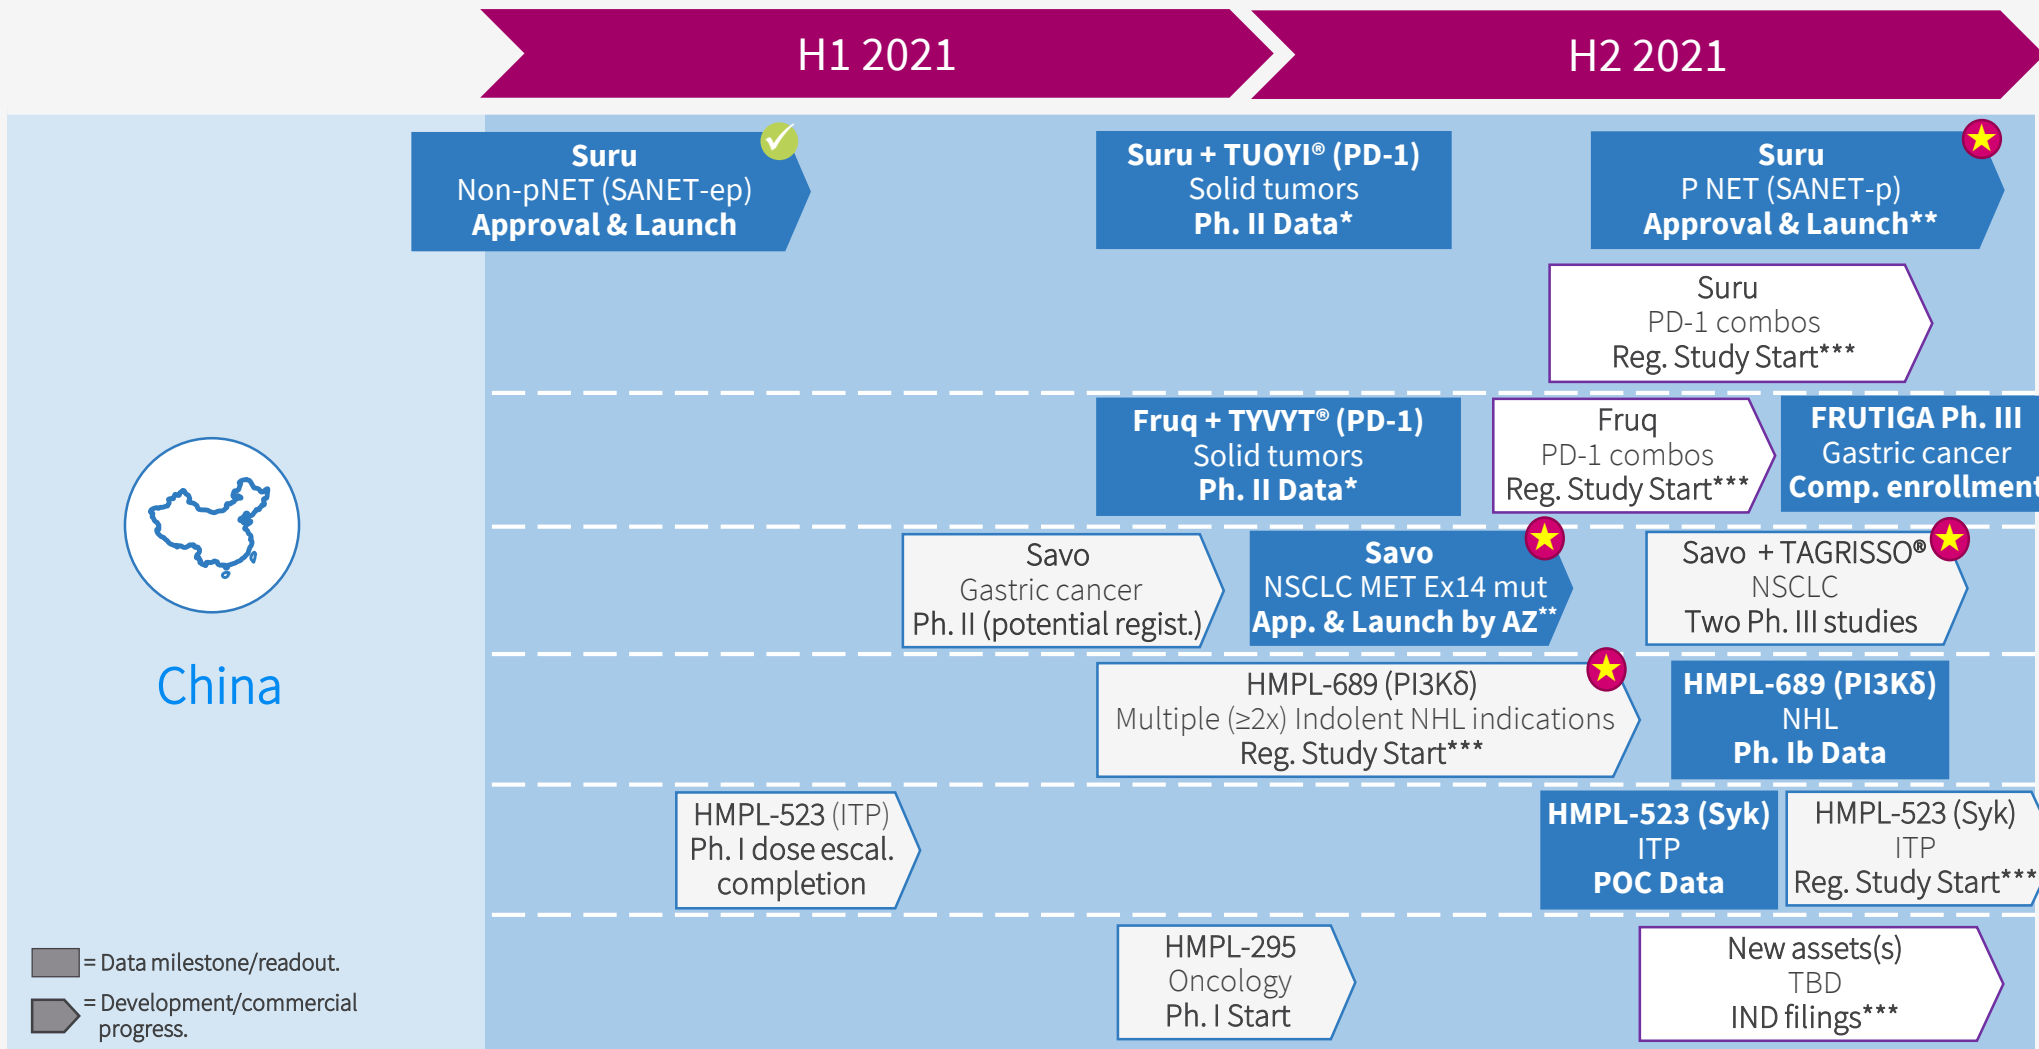 H1 2021
H2 2021
Suru
Non-pNET (SANET-ep)
Approval & Launch
Suru + TUOYI® (PD-1)
Solid tumors
Ph. II Data*
Suru
P NET (SANET-p)
Approval & Launch**
Suru
PD-1 combos
Reg. Study Start***
Fruq + TYVYT® (PD-1)
Solid tumors
Ph. II Data*
Fruq
PD-1 combos
Reg. Study Start***
FRUTIGA Ph. III
Gastric cancer
Comp. enrollment
Savo
Gastric cancer
Ph. II (potential regist.)
Savo
NSCLC MET Ex14 mut
App. & Launch by AZ**
Savo + TAGRISSO®
NSCLC
Two Ph. III studies
China
HMPL-689 (PI3Kδ)
Multiple (≥2x) Indolent NHL indications
Reg. Study Start***
HMPL-689 (PI3Kδ)
NHL
Ph. Ib Data
HMPL-523 (ITP)
Ph. I dose escal.
completion
HMPL-523 (Syk)
ITP
POC Data
HMPL-523 (Syk)
ITP
Reg. Study Start***
HMPL-295
Oncology
Ph. I Start
New assets(s)
TBD
IND filings***
= Data milestone/readout.
= Development/commercial
progress.